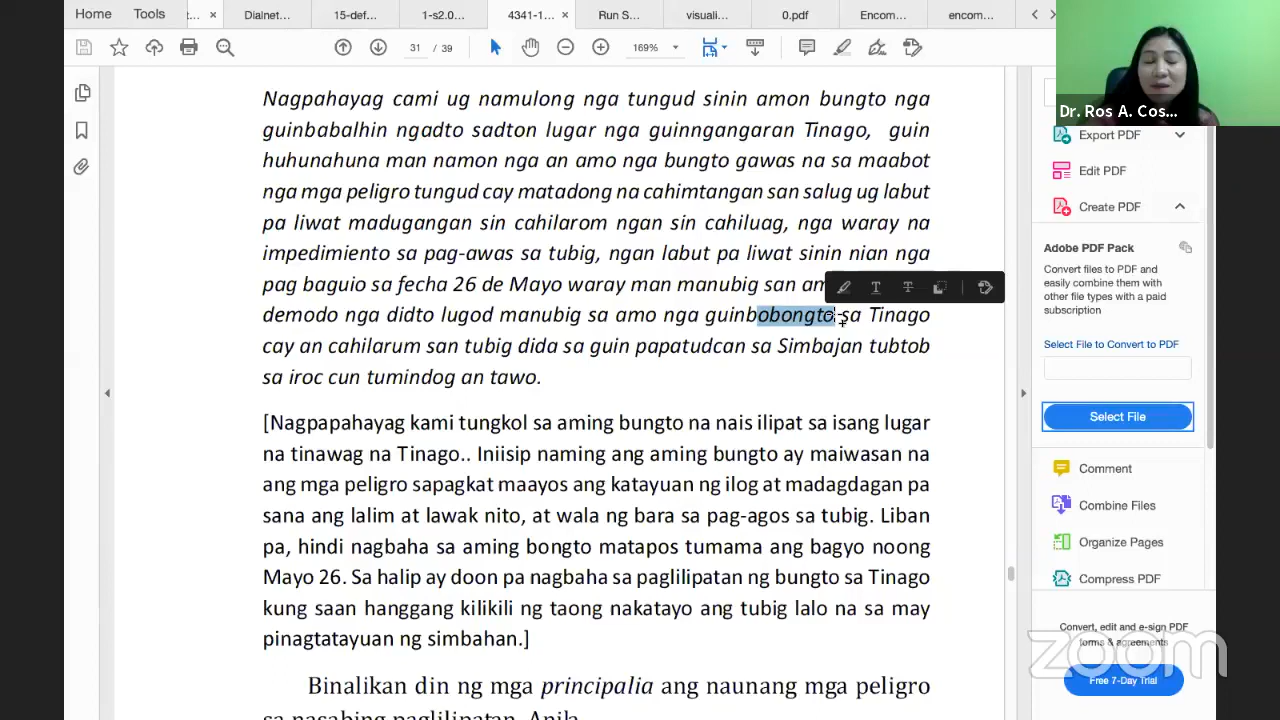 Home Tools t... × Dialnet... 15-def... 1-s2.0... 4341-1... × Run S... visuali... 0.pdf Encom... encom...
31 / 39 169%
Dr. Ros A. Cos...
Nagpahayag cami ug namulong nga tungud sinin amon bungto nga
guinbabalhin ngadto sadton lugar nga guinngangaran Tinago, guin
huhunahuna man namon nga an amo nga bungto gawas na sa maabot
nga mga peligro tungud cay matadong na cahimtangan san salug ug labut
pa liwat madugangan sin cahilarom ngan sin cahiluag, nga waray na
impedimiento sa pag-awas sa tubig, ngan labut pa liwat sinin nian nga
pag baguio sa fecha 26 de Mayo waray man manubig san am
demodo nga didto lugod manubig sa amo nga guinbobongto sa Tinago
cay an cahilarum san tubig dida sa guin papatudcan sa Simbajan tubtob
sa iroc cun tumindog an tawo.
[Nagpapahayag kami tungkol sa aming bungto na nais ilipat sa isang lugar
na tinawag na Tinago.. Iniisip naming ang aming bungto ay maiwasan na
ang mga peligro sapagkat maayos ang katayuan ng ilog at madagdagan pa
sana ang lalim at lawak nito, at wala ng bara sa pag-agos sa tubig. Liban
pa, hindi nagbaha sa aming bongto matapos tumama ang bagyo noong
Mayo 26. Sa halip ay doon pa nagbaha sa paglilipatan ng bungto sa Tinago
kung saan hanggang kilikili ng taong nakatayo ang tubig lalo na sa may
pinagtatayuan ng simbahan.]
Binalikan din ng mga principalia ang naunang mga peligro
sa nasabing paglilipatan. Anila
Export PDF
Edit PDF
Create PDF
Adobe PDF Pack
Convert files to PDF and
easily combine them with
other file types with a paid
subscription
Select File to Convert to PDF
Select File
Comment
Combine Files
Organize Pages
Compress PDF
Convert, edit and e-sign PDF
forms & agreements
Free 7-Day Trial
zoom